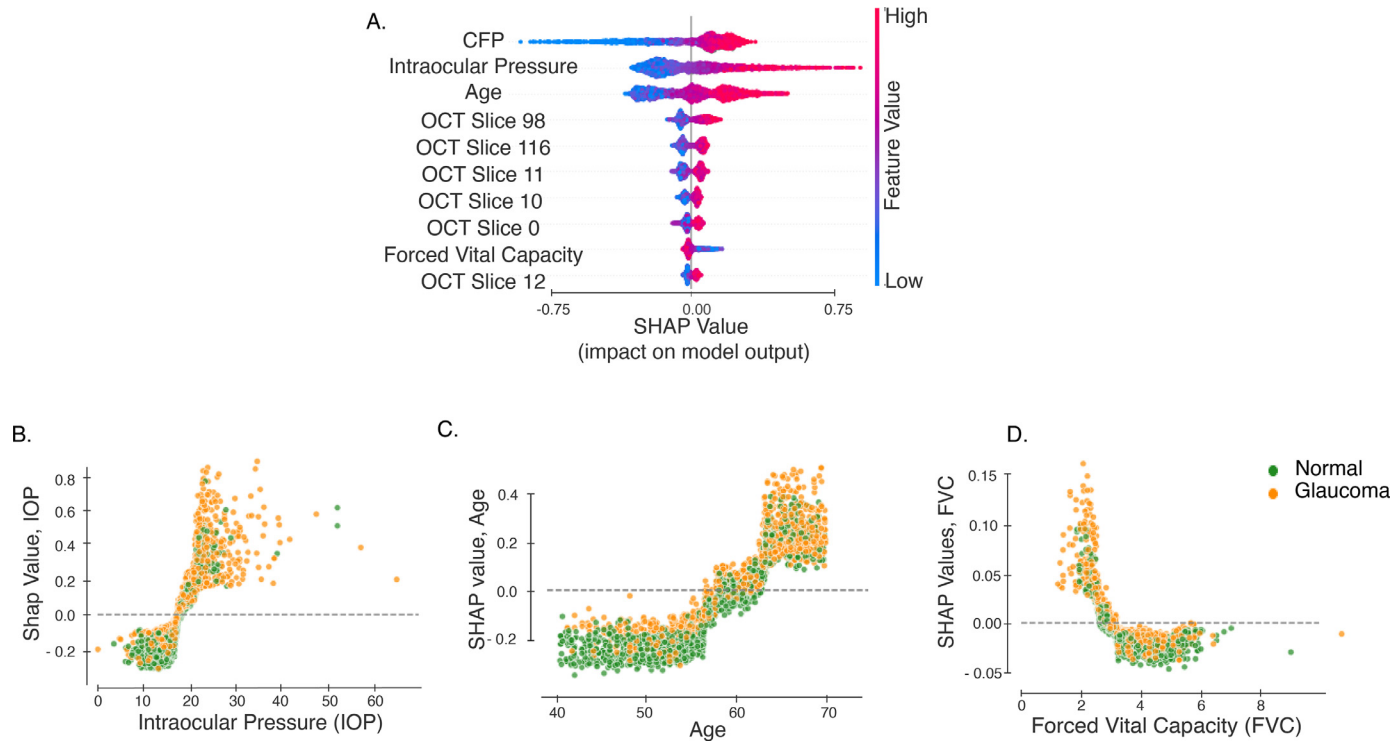 A.
High
CFP
Intraocular Pressure
Age
OCT Slice 98
OCT Slice 116
OCT Slice 11
OCT Slice 10
OCT Slice 0
Forced Vital Capacity
OCT Slice 12
Feature Value
Low
-0.75 0.00 0.75
SHAP Value
(impact on model output)
B.
Shap Value, IOP
0.8
0.6
0.4
0.2
0.0
- 0.2
0 10 20 30 40 50 60
Intraocular Pressure (IOP)
C.
SHAP value, Age
0.4
0.2
0.0
-0.2
40 50 60 70
Age
D.
SHAP Values, FVC
0.15
0.10
0.05
0.00
-0.05
0 2 4 6 8
Forced Vital Capacity (FVC)
Normal
Glaucoma